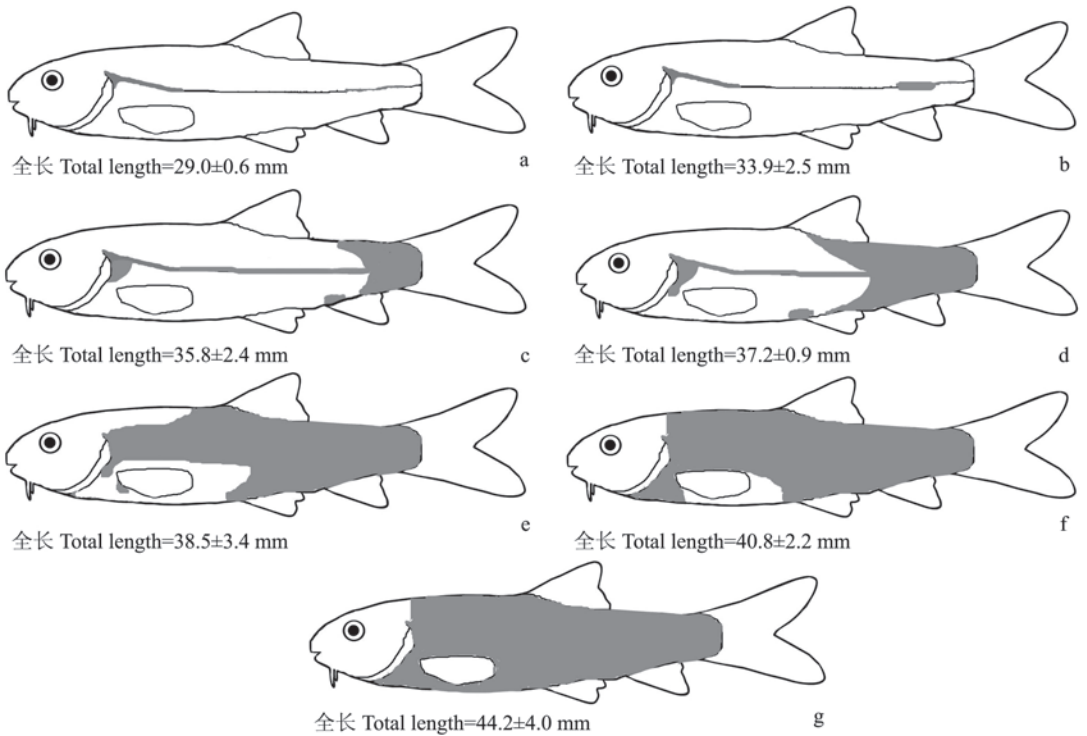 全长 Total length=29.0±0.6 mm a
全长 Total length=33.9±2.5 mm b
全长 Total length=35.8±2.4 mm c
全长 Total length=37.2±0.9 mm d
全长 Total length=38.5±3.4 mm e
全长 Total length=40.8±2.2 mm f
全长 Total length=44.2±4.0 mm g